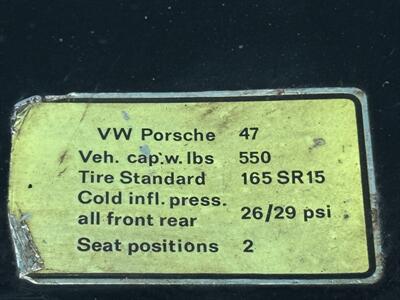 VW Porsche 47
Veh. cap.w. lbs 550
Tire Standard 165 SR15
Cold infl. press.
all front rear 26/29 psi
Seat positions 2